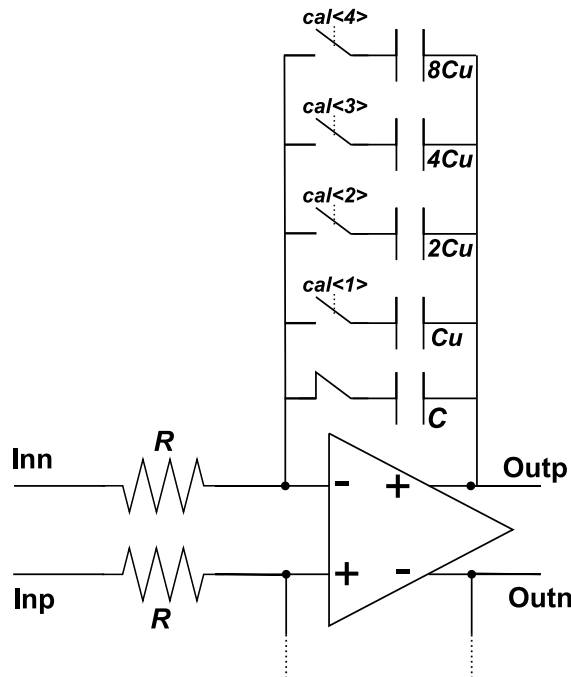 cal<4>
8Cu
cal<3>
4Cu
cal<2>
2Cu
cal<1>
Cu
C
R
Inn
Outp
- +
+ -
Inp
Outn
R